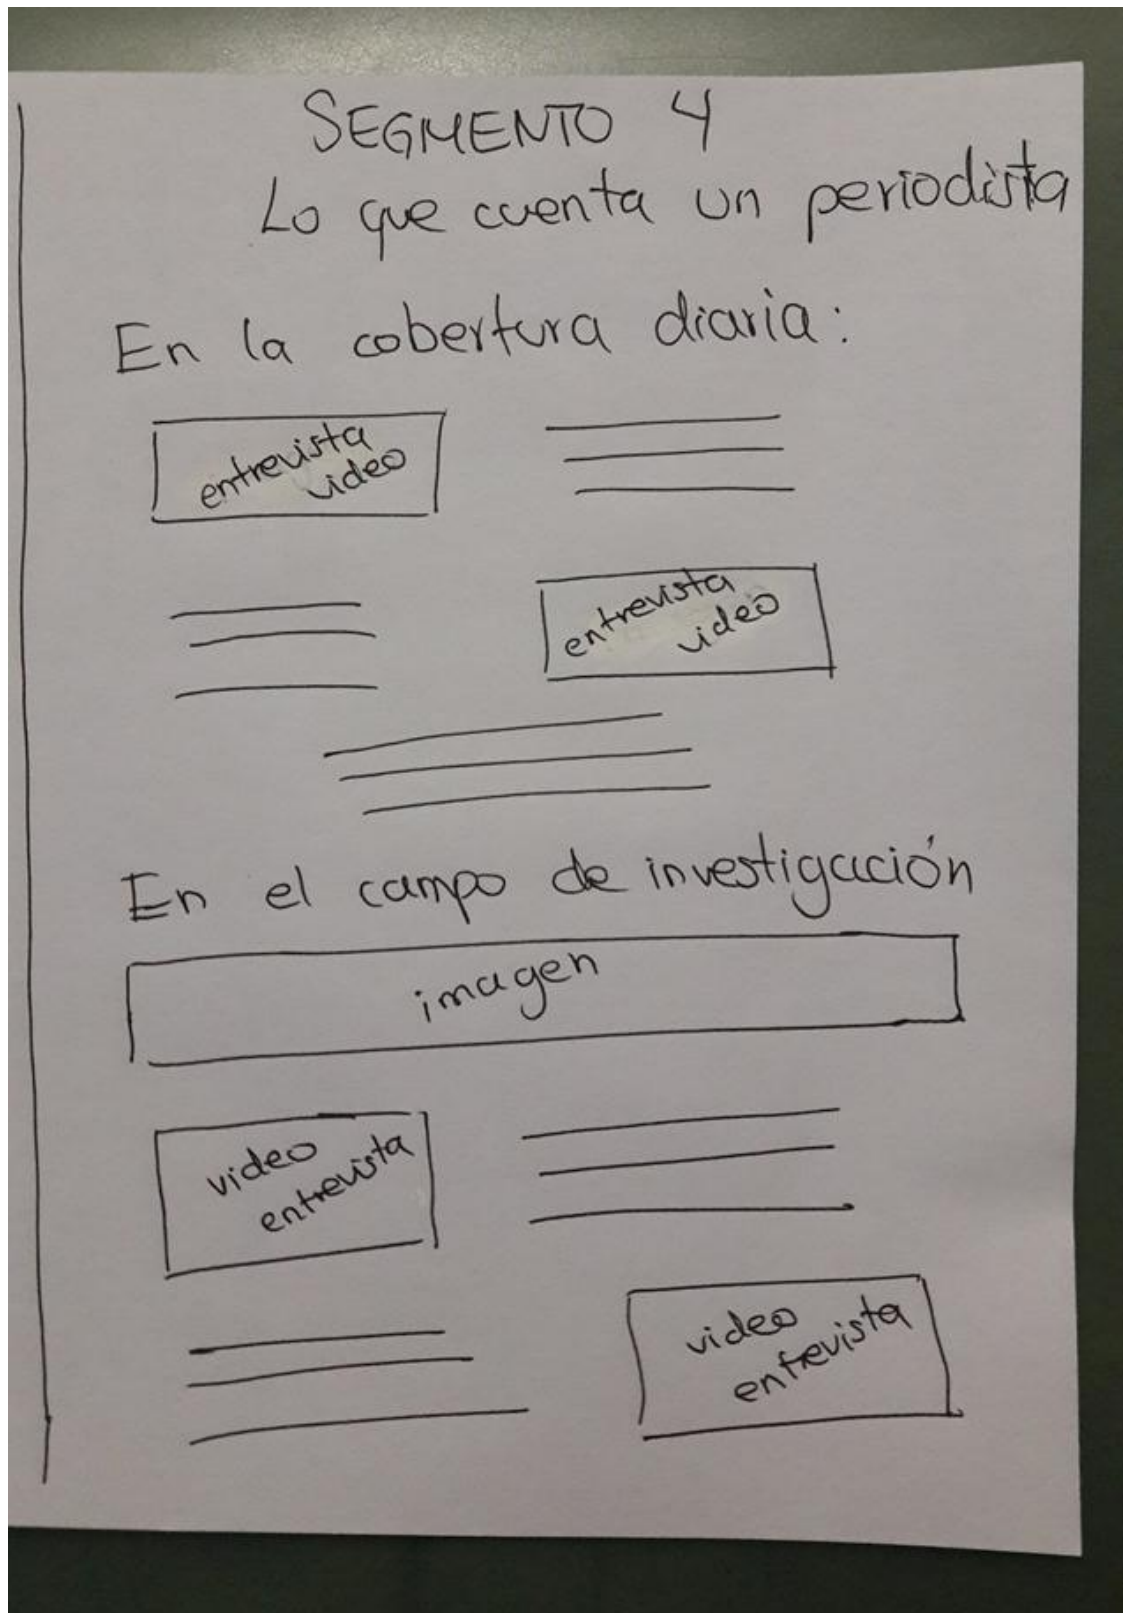 SEGMENTO 4
Lo que cuenta un periodista
En la cobertura diaria:
entrevista
video
entrevista
video
En el campo de investigación
imagen
video
entrevista
video
entrevista